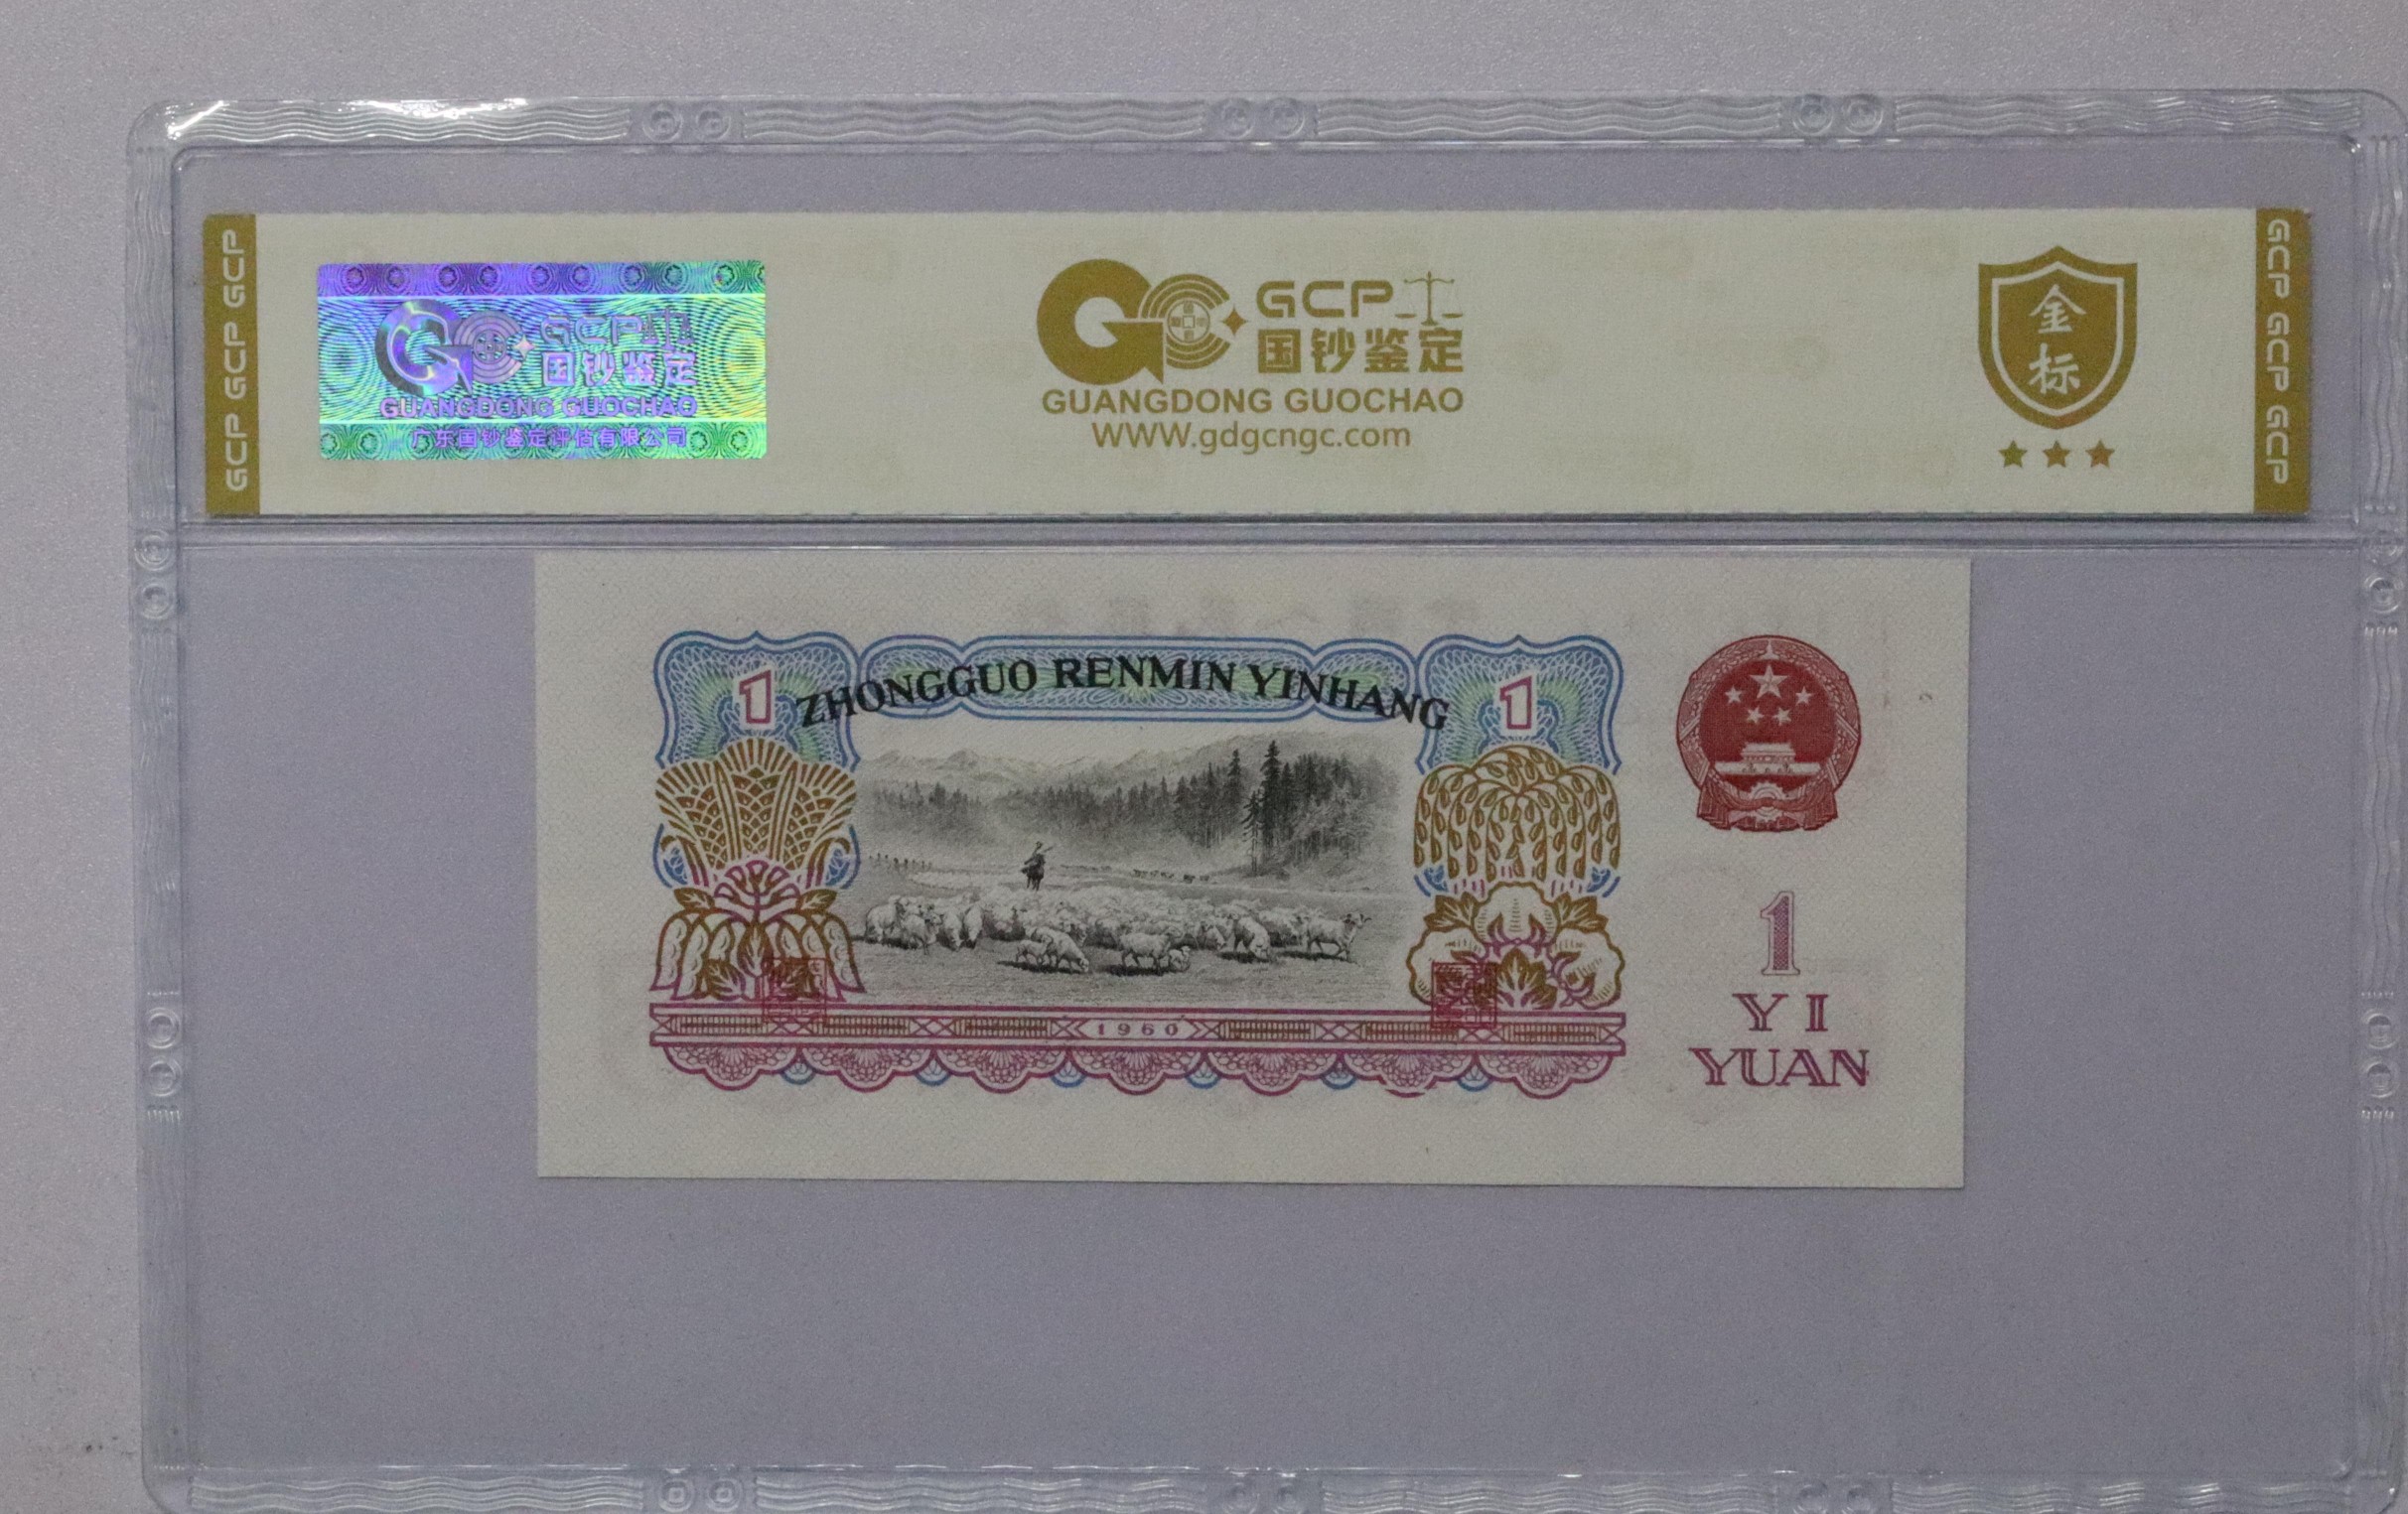 GCP GCP GCP
GCP
国钞鉴定
GUANGDONG GUOCHAO
广东国钞鉴定评估有限公司
GCP
国钞鉴定
GUANGDONG GUOCHAO
WWW.gdgcngc.com
金
标
GCP GCP GCP
1 ZHONGGUO RENMIN YINHANG 1
1960
1
YI
YUAN